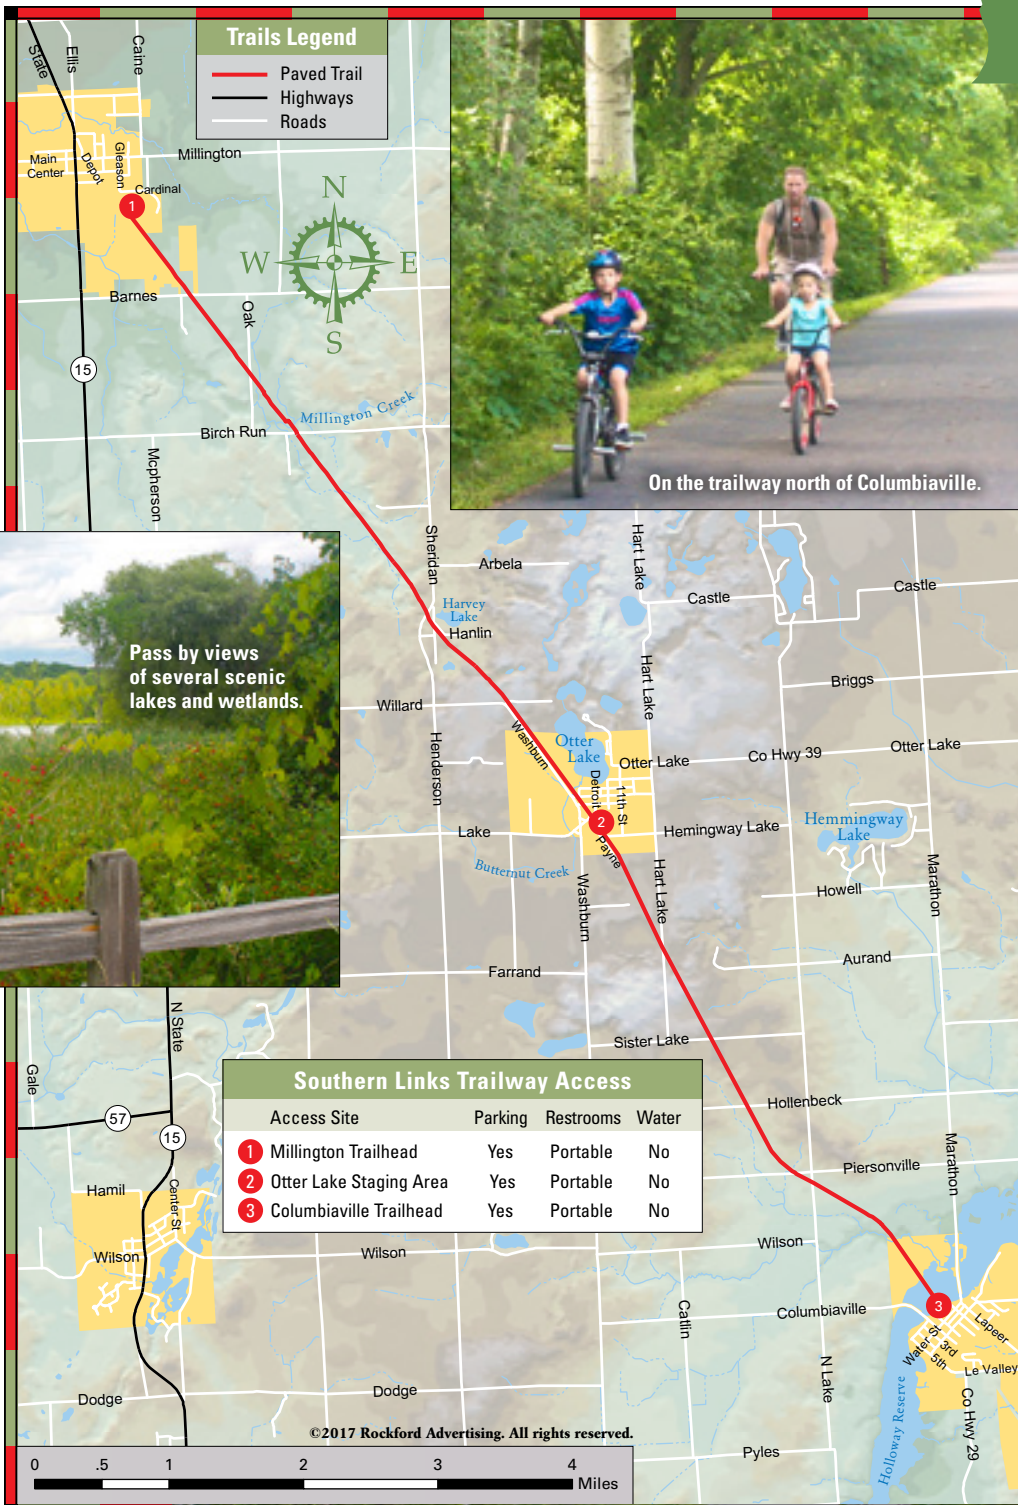 Trails Legend
Paved Trail
Highways
Roads
State
Ellis
Caine
Main
Center
Depot
Gleason
Millington
Cardinal
1
N
W
E
S
Barnes
Oak
15
Millington Creek
Birch Run
Mcpherson
On the trailway north of Columbiaville.
Sheridan
Arbela
Hart Lake
Castle
Castle
Harvey
Lake
Hanlin
Pass by views
of several scenic
lakes and wetlands.
Hart Lake
Briggs
Willard
Washburn
Henderson
Otter
Lake
Otter Lake
Co Hwy 39
Otter Lake
Detroit
11th St
2
Lake
Hemingway Lake
Hemmingway
Lake
Payne
Butternut Creek
Washburn
Hart Lake
Howell
Marathon
Farrand
Aurand
N State
Sister Lake
Gale
57
15
Hollenbeck
Southern Links Trailway Access
Access Site Parking Restrooms Water
1 Millington Trailhead Yes Portable No
2 Otter Lake Staging Area Yes Portable No
3 Columbiaville Trailhead Yes Portable No
Piersonville
Marathon
Hamil
Center St
Wilson
Wilson
Wilson
Catlin
Columbiaville
3
Water St
3rd
5th
Lapeer
Le Valley
N Lake
Holloway Reserve
Co Hwy 29
Dodge
Dodge
Pyles
©2017 Rockford Advertising. All rights reserved.
0 .5 1 2 3 4
Miles